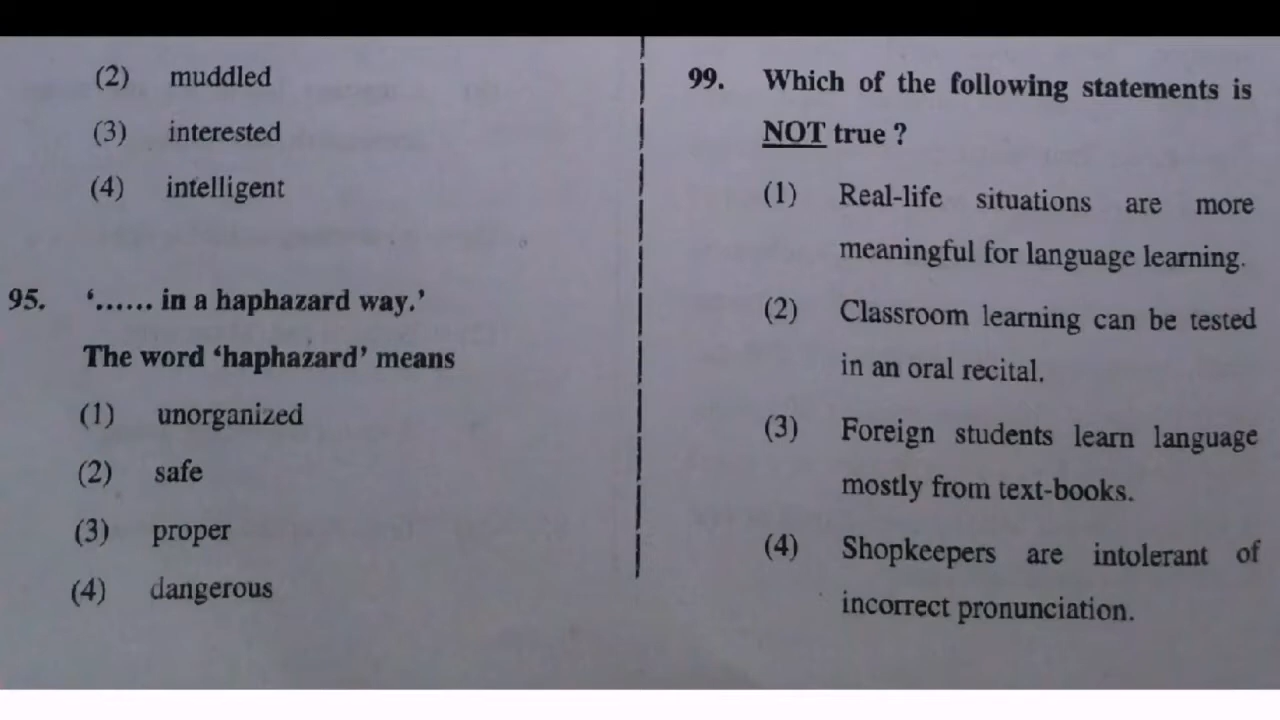 (2) muddled
(3) interested
(4) intelligent
95. ‘...... in a haphazard way.’
The word ‘haphazard’ means
(1) unorganized
(2) safe
(3) proper
(4) dangerous
99. Which of the following statements is
NOT true ?
(1) Real-life situations are more
meaningful for language learning.
(2) Classroom learning can be tested
in an oral recital.
(3) Foreign students learn language
mostly from text-books.
(4) Shopkeepers are intolerant of
incorrect pronunciation.